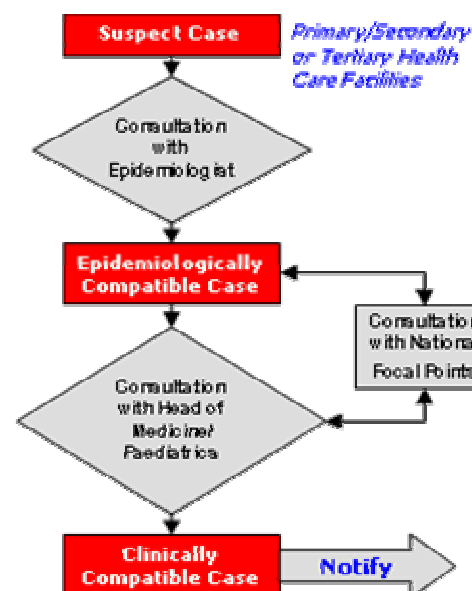 Suspect Case
Primary/Secondary
or Tertiary Health
Care Facilities
Consultation
with
Epidemiologist
Epidemiologically
Compatible Case
Consultation
with National
Focal Points
Consultation
with Head of
Medicine/
Paediatrics
Clinically
Compatible Case
Notify